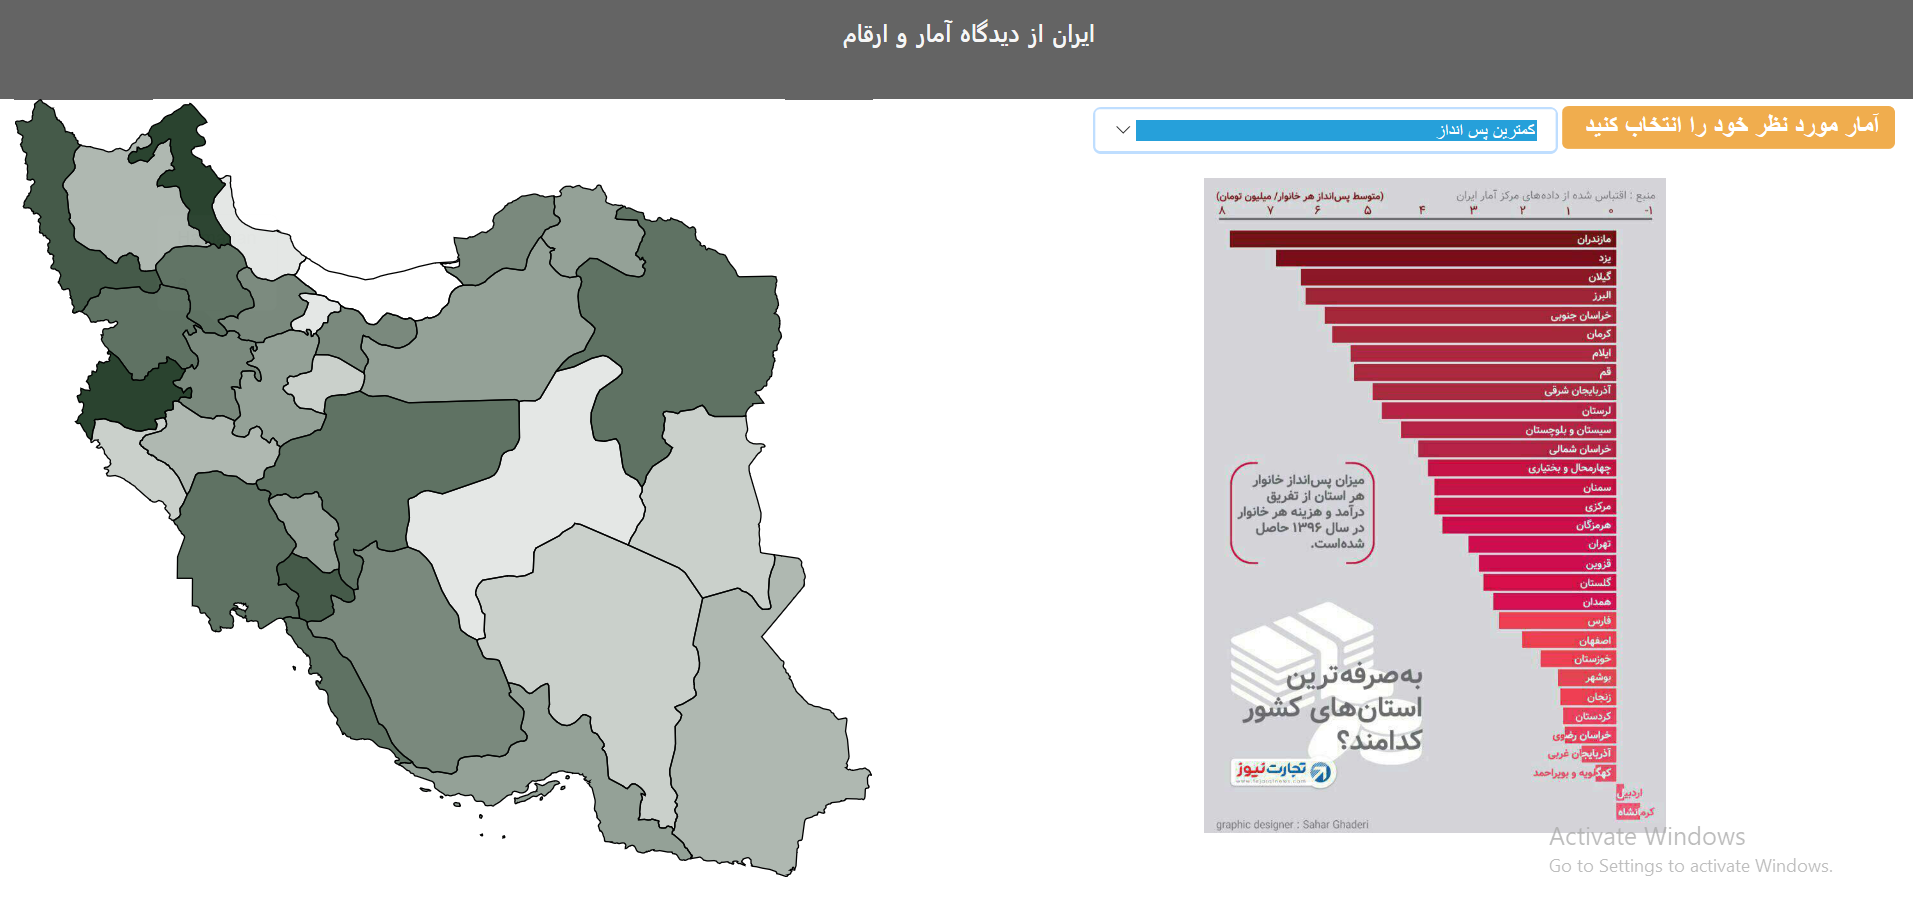 ایران از دیدگاه آمار و ارقام
آمار مورد نظر خود را انتخاب کنید
کمترین پس انداز
منبع : اقتباس شده از داده‌های مرکز آمار ایران
(متوسط پس‌انداز هر خانوار/ میلیون تومان)
۸ ۷ ۶ ۵ ۴ ۳ ۲ ۱ ۰ -۱
مازندران
یزد
گیلان
البرز
خراسان جنوبی
کرمان
ایلام
قم
آذربایجان شرقی
لرستان
سیستان و بلوچستان
خراسان شمالی
چهارمحال و بختیاری
سمنان
مرکزی
هرمزگان
تهران
قزوین
گلستان
همدان
فارس
اصفهان
خوزستان
بوشهر
زنجان
کردستان
خراسان رضوی
آذربایجان غربی
کهگلویه و بویراحمد
اردبیل
کرمانشاه
میزان پس‌انداز خانوار
هر استان از تفریق
درآمد و هزینه هر خانوار
در سال ۱۳۹۶ حاصل
شده‌است.
به‌صرفه‌ترین
استان‌های کشور
کدامند؟
تجارت‌نیوز
www.tejaratnews.com
graphic designer : Sahar Ghaderi
Activate Windows
Go to Settings to activate Windows.